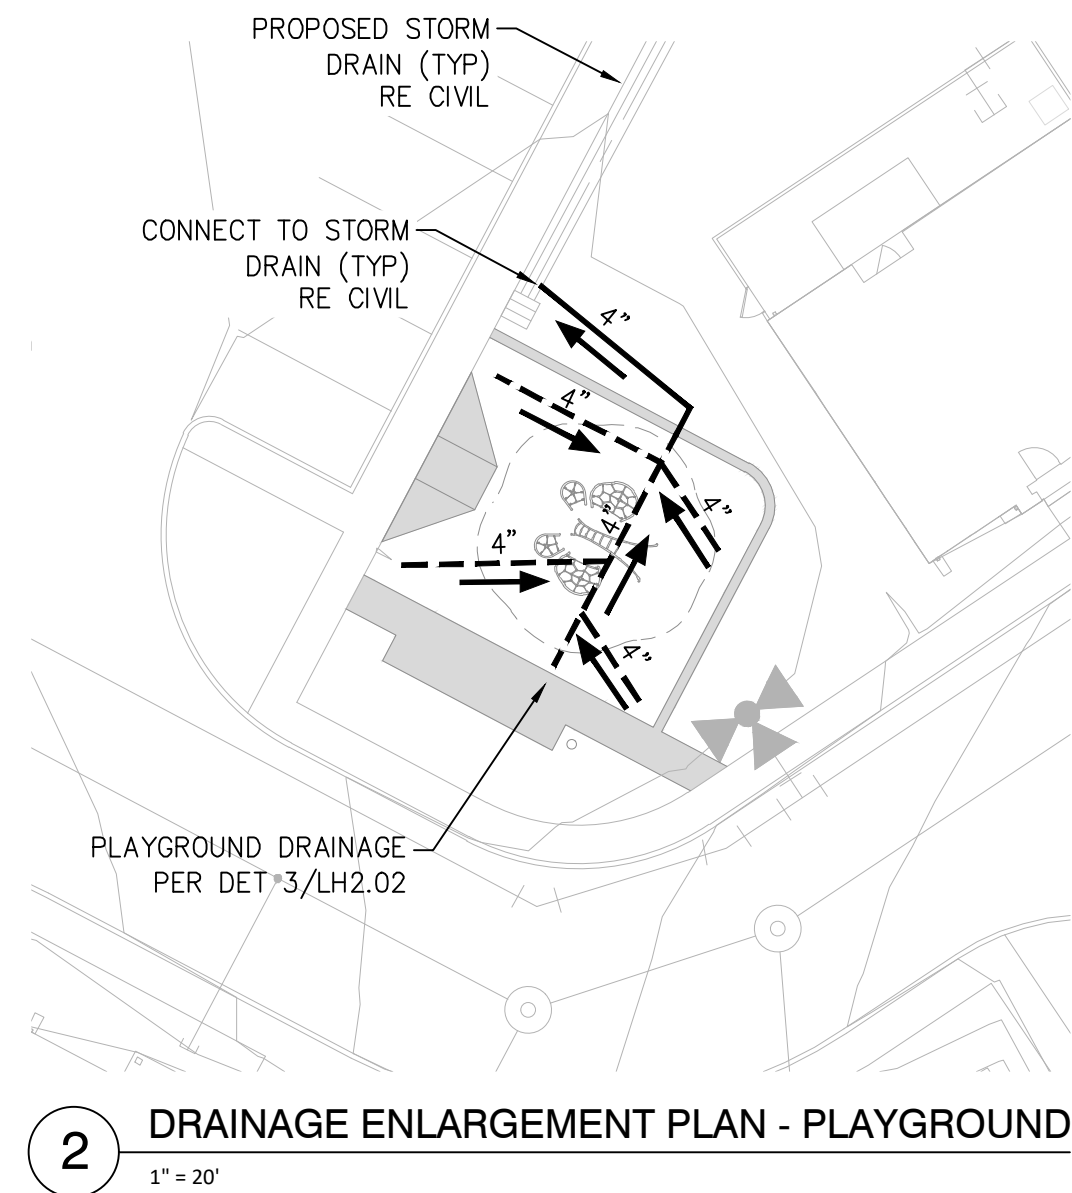 PROPOSED STORM
DRAIN (TYP)
RE CIVIL
CONNECT TO STORM
DRAIN (TYP)
RE CIVIL
4"
4"
4"
4"
4"
4"
PLAYGROUND DRAINAGE
PER DET 3/LH2.02
2
DRAINAGE ENLARGEMENT PLAN - PLAYGROUND
1" = 20'